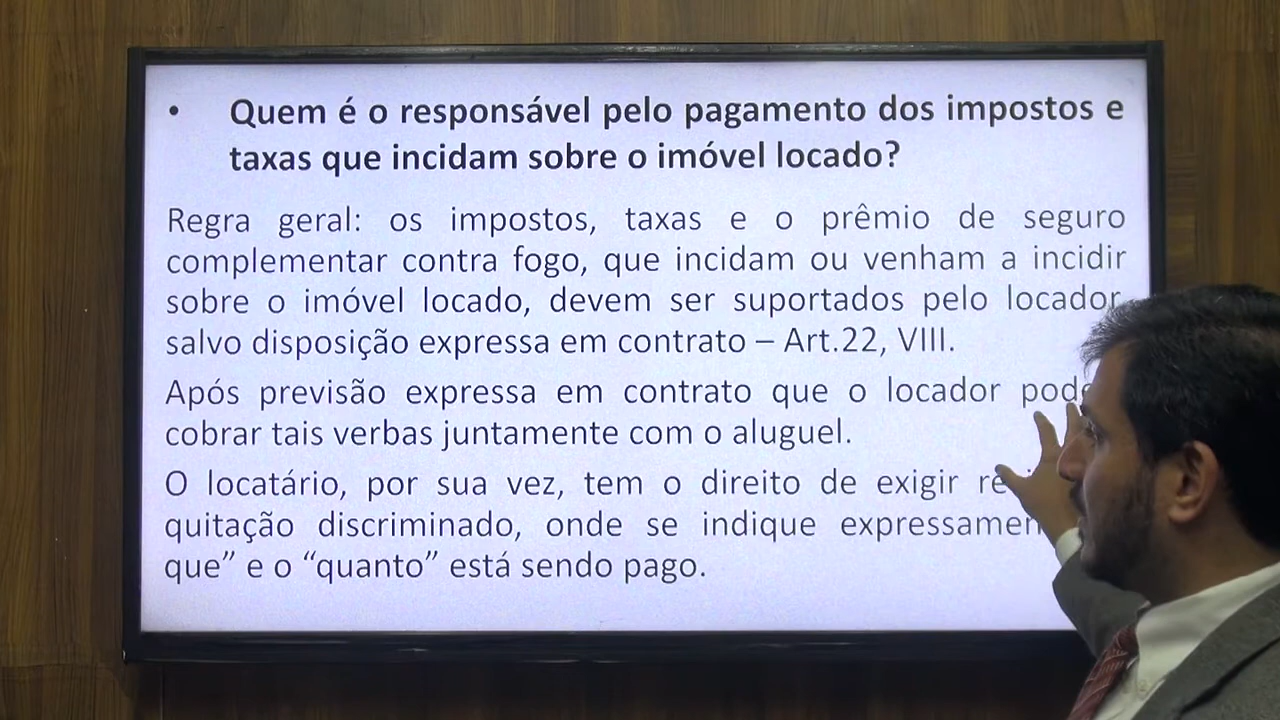 • Quem é o responsável pelo pagamento dos impostos e
taxas que incidam sobre o imóvel locado?
Regra geral: os impostos, taxas e o prêmio de seguro
complementar contra fogo, que incidam ou venham a incidir
sobre o imóvel locado, devem ser suportados pelo locador,
salvo disposição expressa em contrato – Art.22, VIII.
Após previsão expressa em contrato que o locador
cobrar tais verbas juntamente com o aluguel.
O locatário, por sua vez, tem o direito de exigir
quitação discriminado, onde se indique
que” e o “quanto” está sendo pago.